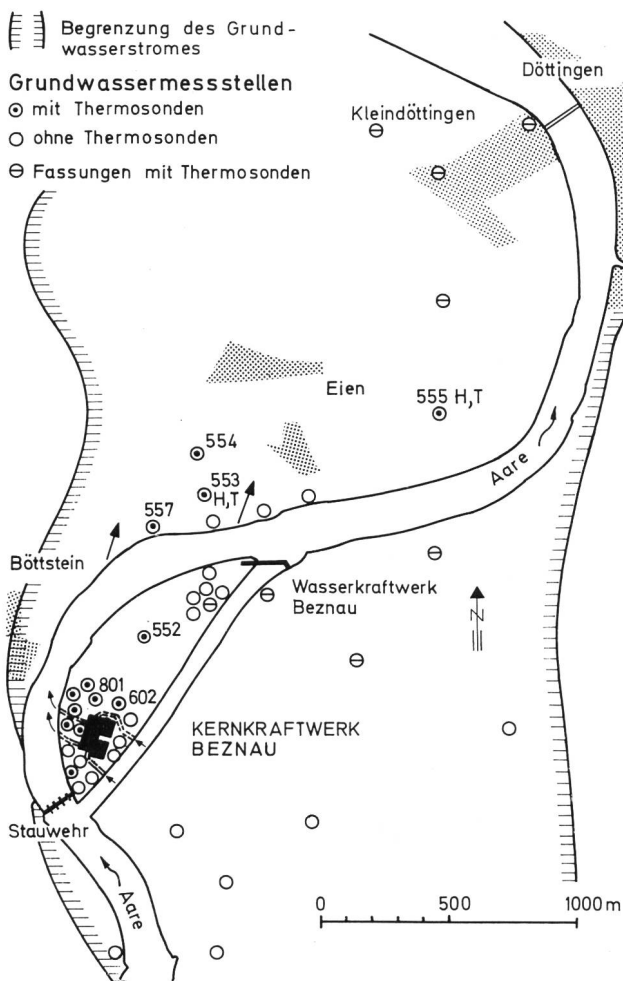 Begrenzung des Grund-
wasserstromes
Grundwassermessstellen
mit Thermosonden
ohne Thermosonden
Fassungen mit Thermosonden
Döttingen
Kleindöttingen
Eien
555 H,T
554
553
H,T
557
Aare
Böttstein
Wasserkraftwerk
Beznau
N
552
801
602
KERNKRAFTWERK
BEZNAU
Stauwehr
Aare
0 500 1000 m